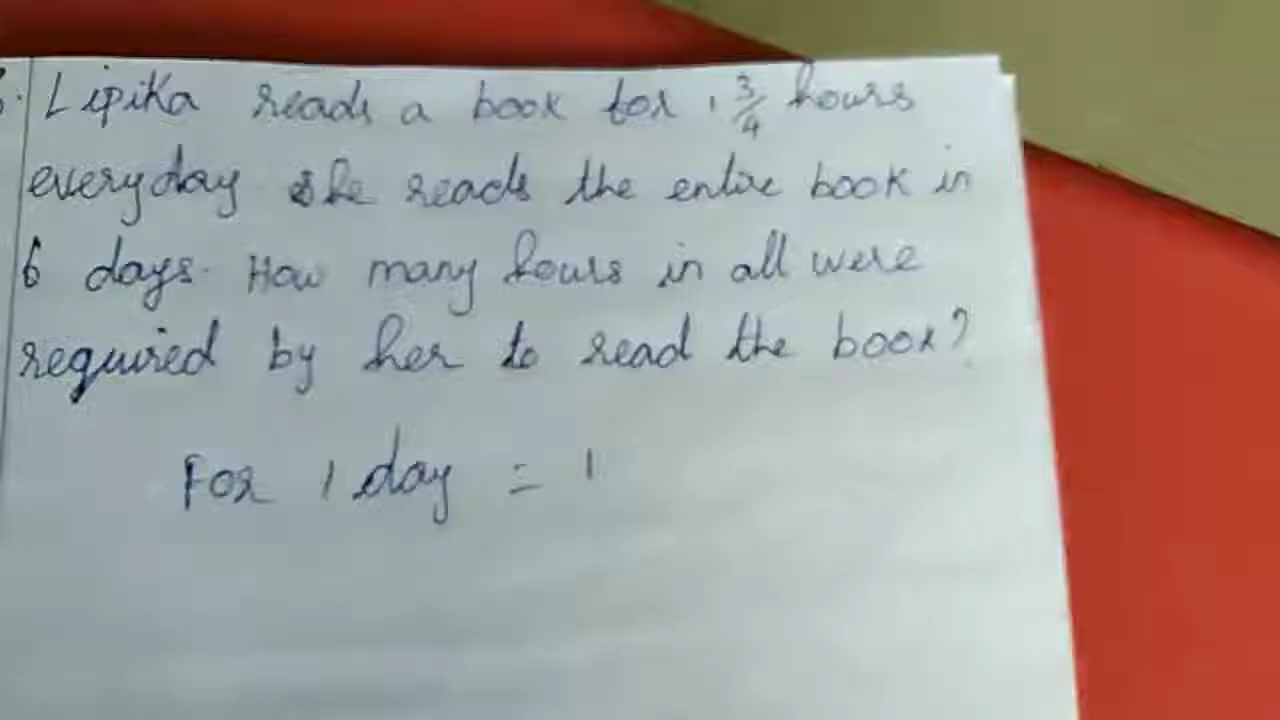 Lipika reads a book for 1 3/4 hours
everyday she reads the entire book in
6 days. How many hours in all were
required by her to read the book?
For 1 day = 1